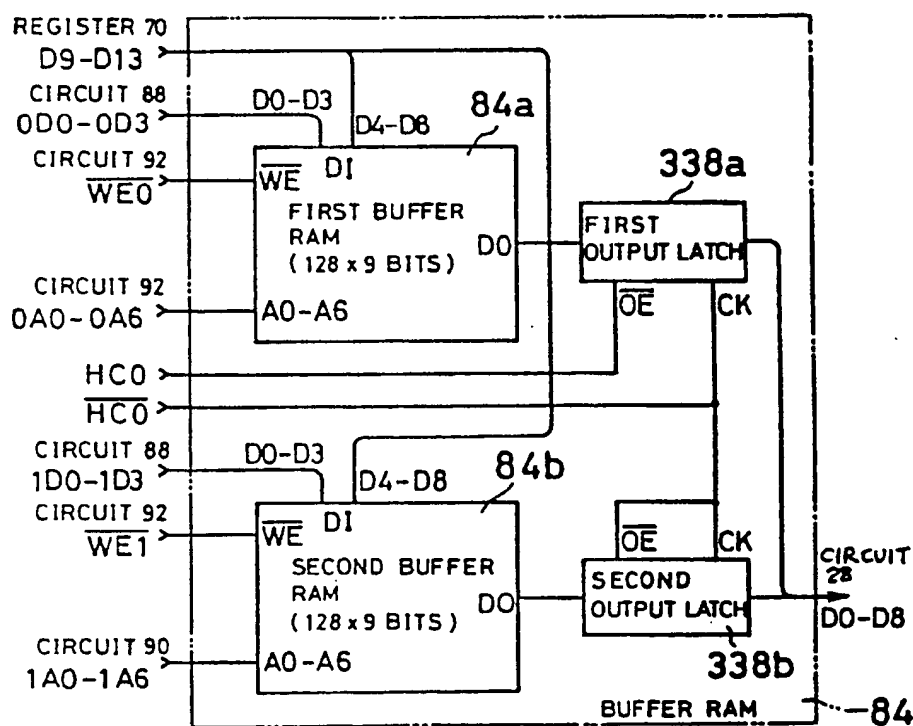 REGISTER 70
D9-D13
CIRCUIT 88
0D0-0D3
D0-D3
D4-D8
84a
CIRCUIT 92
WE0
WE
DI
FIRST BUFFER
RAM
(128 x 9 BITS)
DO
338a
FIRST
OUTPUT LATCH
OE
CK
CIRCUIT 92
0A0-0A6
A0-A6
HC0
HC0
CIRCUIT 88
1D0-1D3
D0-D3
D4-D8
84b
CIRCUIT 92
WE1
WE
DI
SECOND BUFFER
RAM
(128 x 9 BITS)
DO
OE
CK
SECOND
OUTPUT LATCH
338b
CIRCUIT
28
D0-D8
CIRCUIT 90
1A0-1A6
A0-A6
BUFFER RAM
84